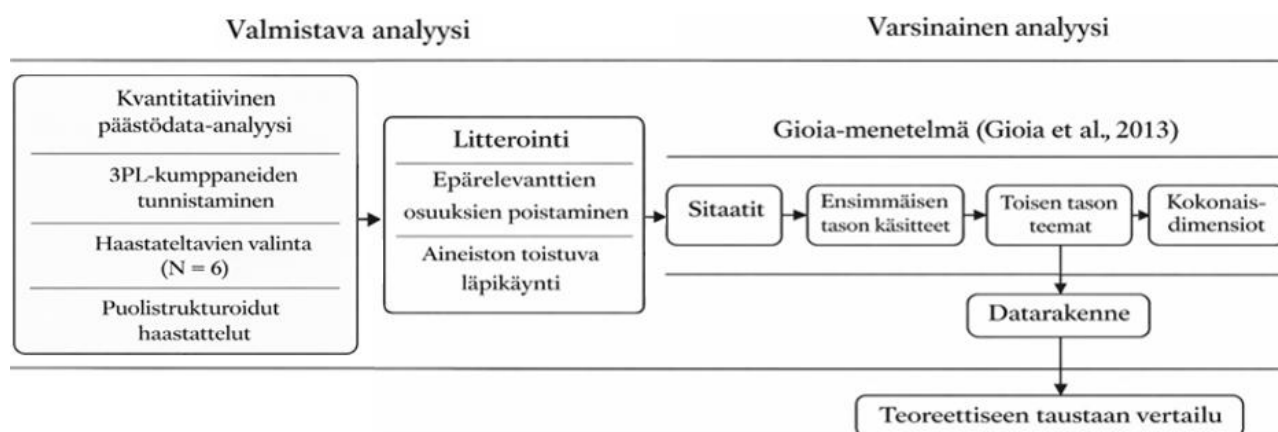 Valmistava analyysi
Varsinainen analyysi
Kvantitatiivinen
päästödata-analyysi
3PL-kumppaneiden
tunnistaminen
Haastateltavien valinta
(N = 6)
Puolistrukturoidut
haastattelut
Litterointi
Epärelevanttien
osuuksien poistaminen
Aineiston toistuva
läpikäynti
Gioia-menetelmä (Gioia et al., 2013)
Sitaatit
Ensimmäisen
tason käsitteet
Toisen tason
teemat
Kokonais-
dimensiot
Datarakenne
Teoreettiseen taustaan vertailu